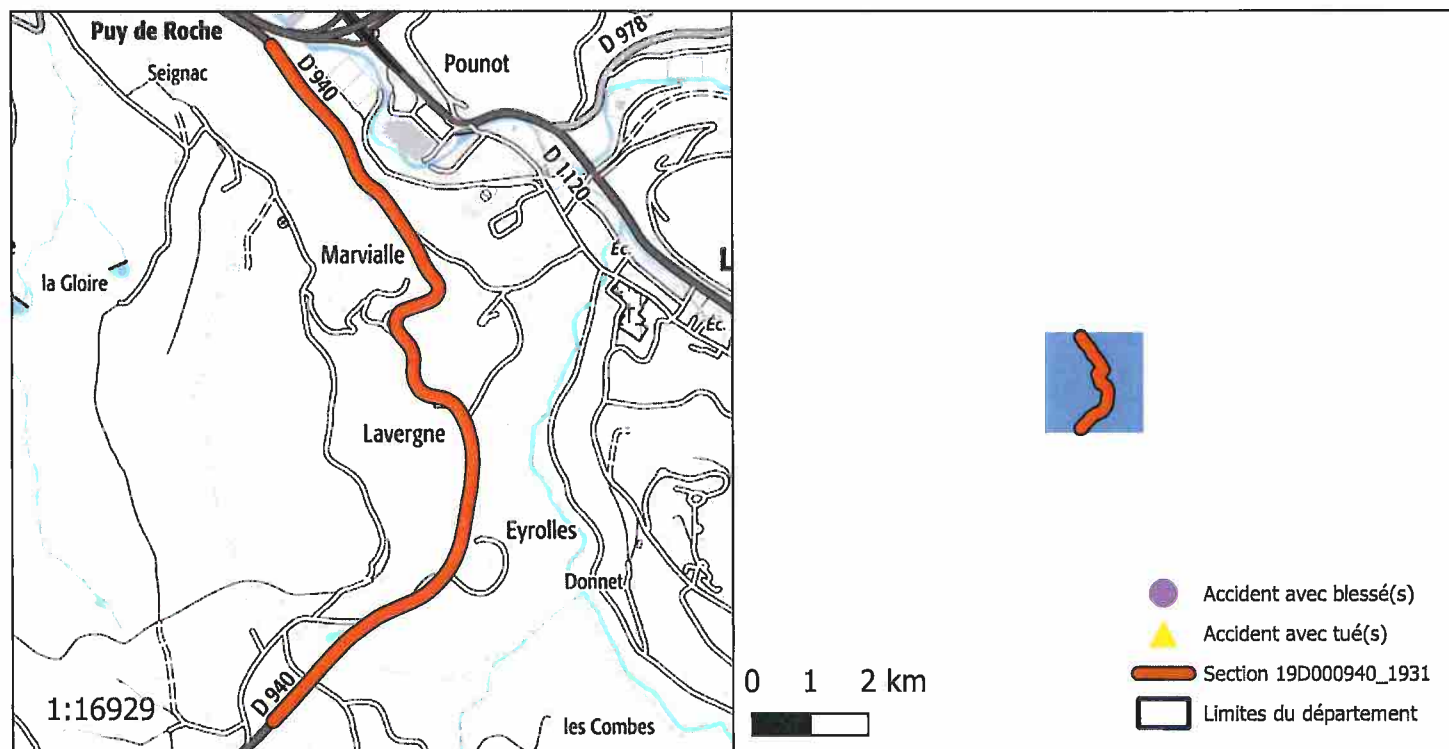 Puy de Roche
Seignac
D 940
Pounot
D 978
D 1120
Marvialle
Éc.
L
la Gloire
T
Éc.
Lavergne
Eyrolles
Donnet
D 940
1:16929
les Combes
0 1 2 km
Accident avec blessé(s)
Accident avec tué(s)
Section 19D000940_1931
Limites du département